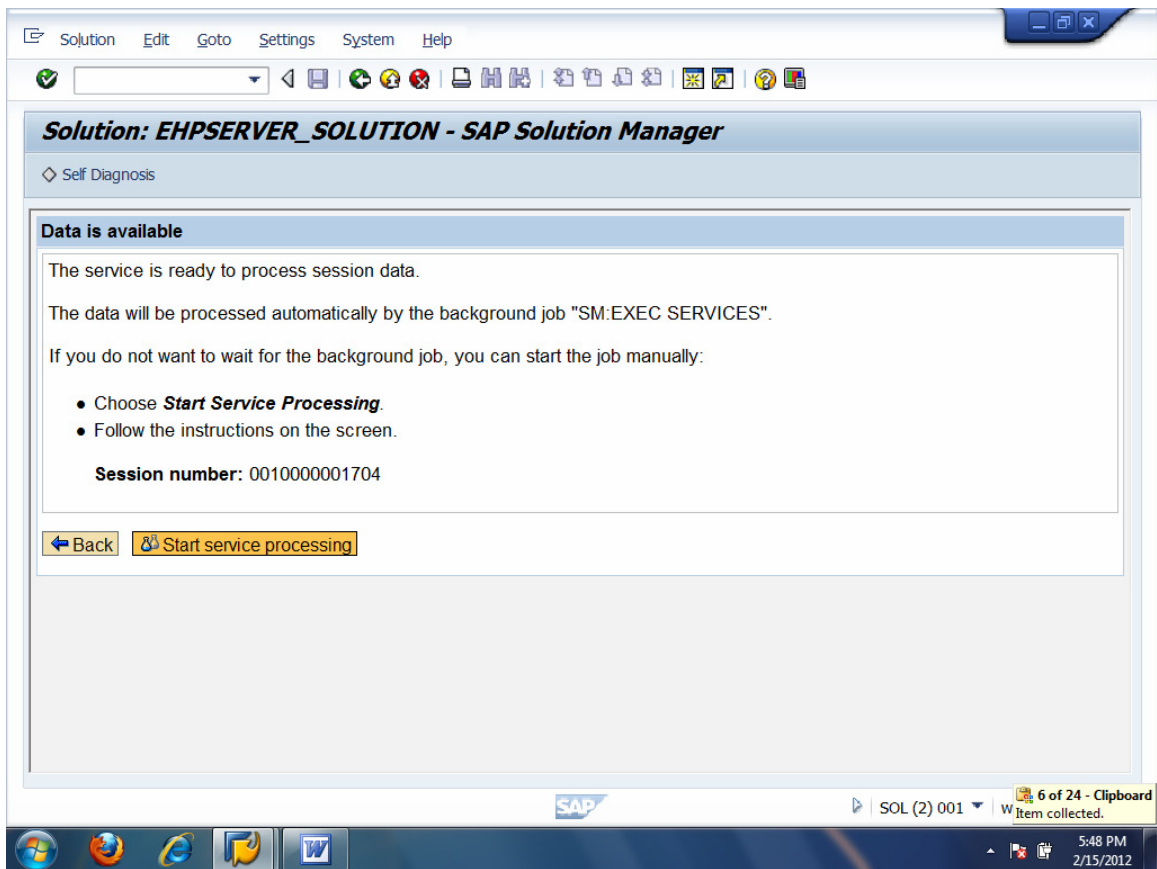 Solution Edit Goto Settings System Help
Solution: EHPSERVER_SOLUTION - SAP Solution Manager
Self Diagnosis
Data is available
The service is ready to process session data.
The data will be processed automatically by the background job "SM:EXEC SERVICES".
If you do not want to wait for the background job, you can start the job manually:
● Choose Start Service Processing.
● Follow the instructions on the screen.
Session number: 0010000001704
Back Start service processing
SAP SOL (2) 001 W 6 of 24 - Clipboard
Item collected.
5:48 PM
2/15/2012